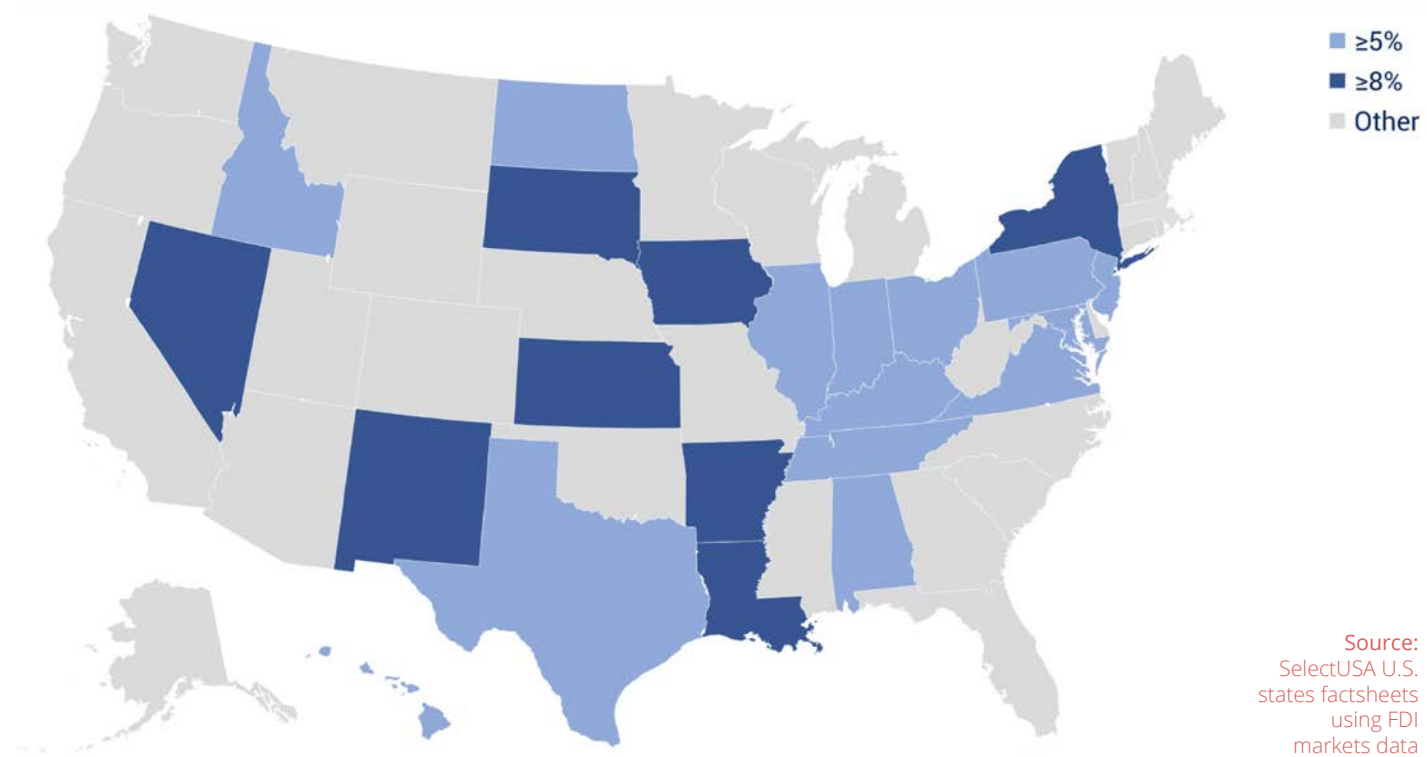 ≥5%
≥8%
Other
Source:
SelectUSA U.S.
states factsheets
using FDI
markets data